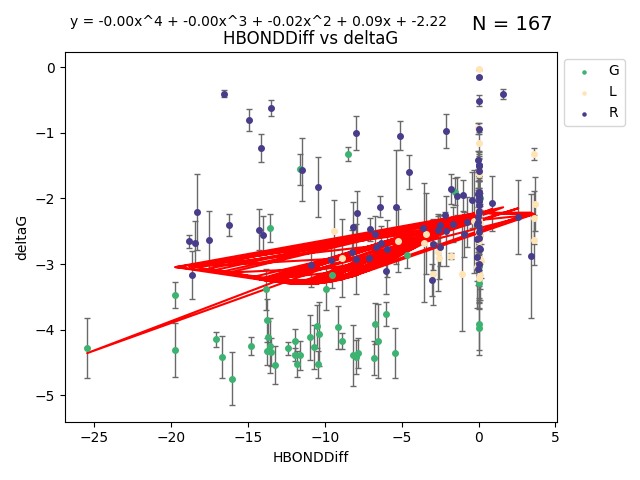 y = -0.00x^4 + -0.00x^3 + -0.02x^2 + 0.09x + -2.22
N = 167
HBONDDiff vs deltaG
G
L
R
deltaG
0
−1
−2
−3
−4
−5
−25
−20
−15
−10
−5
0
5
HBONDDiff